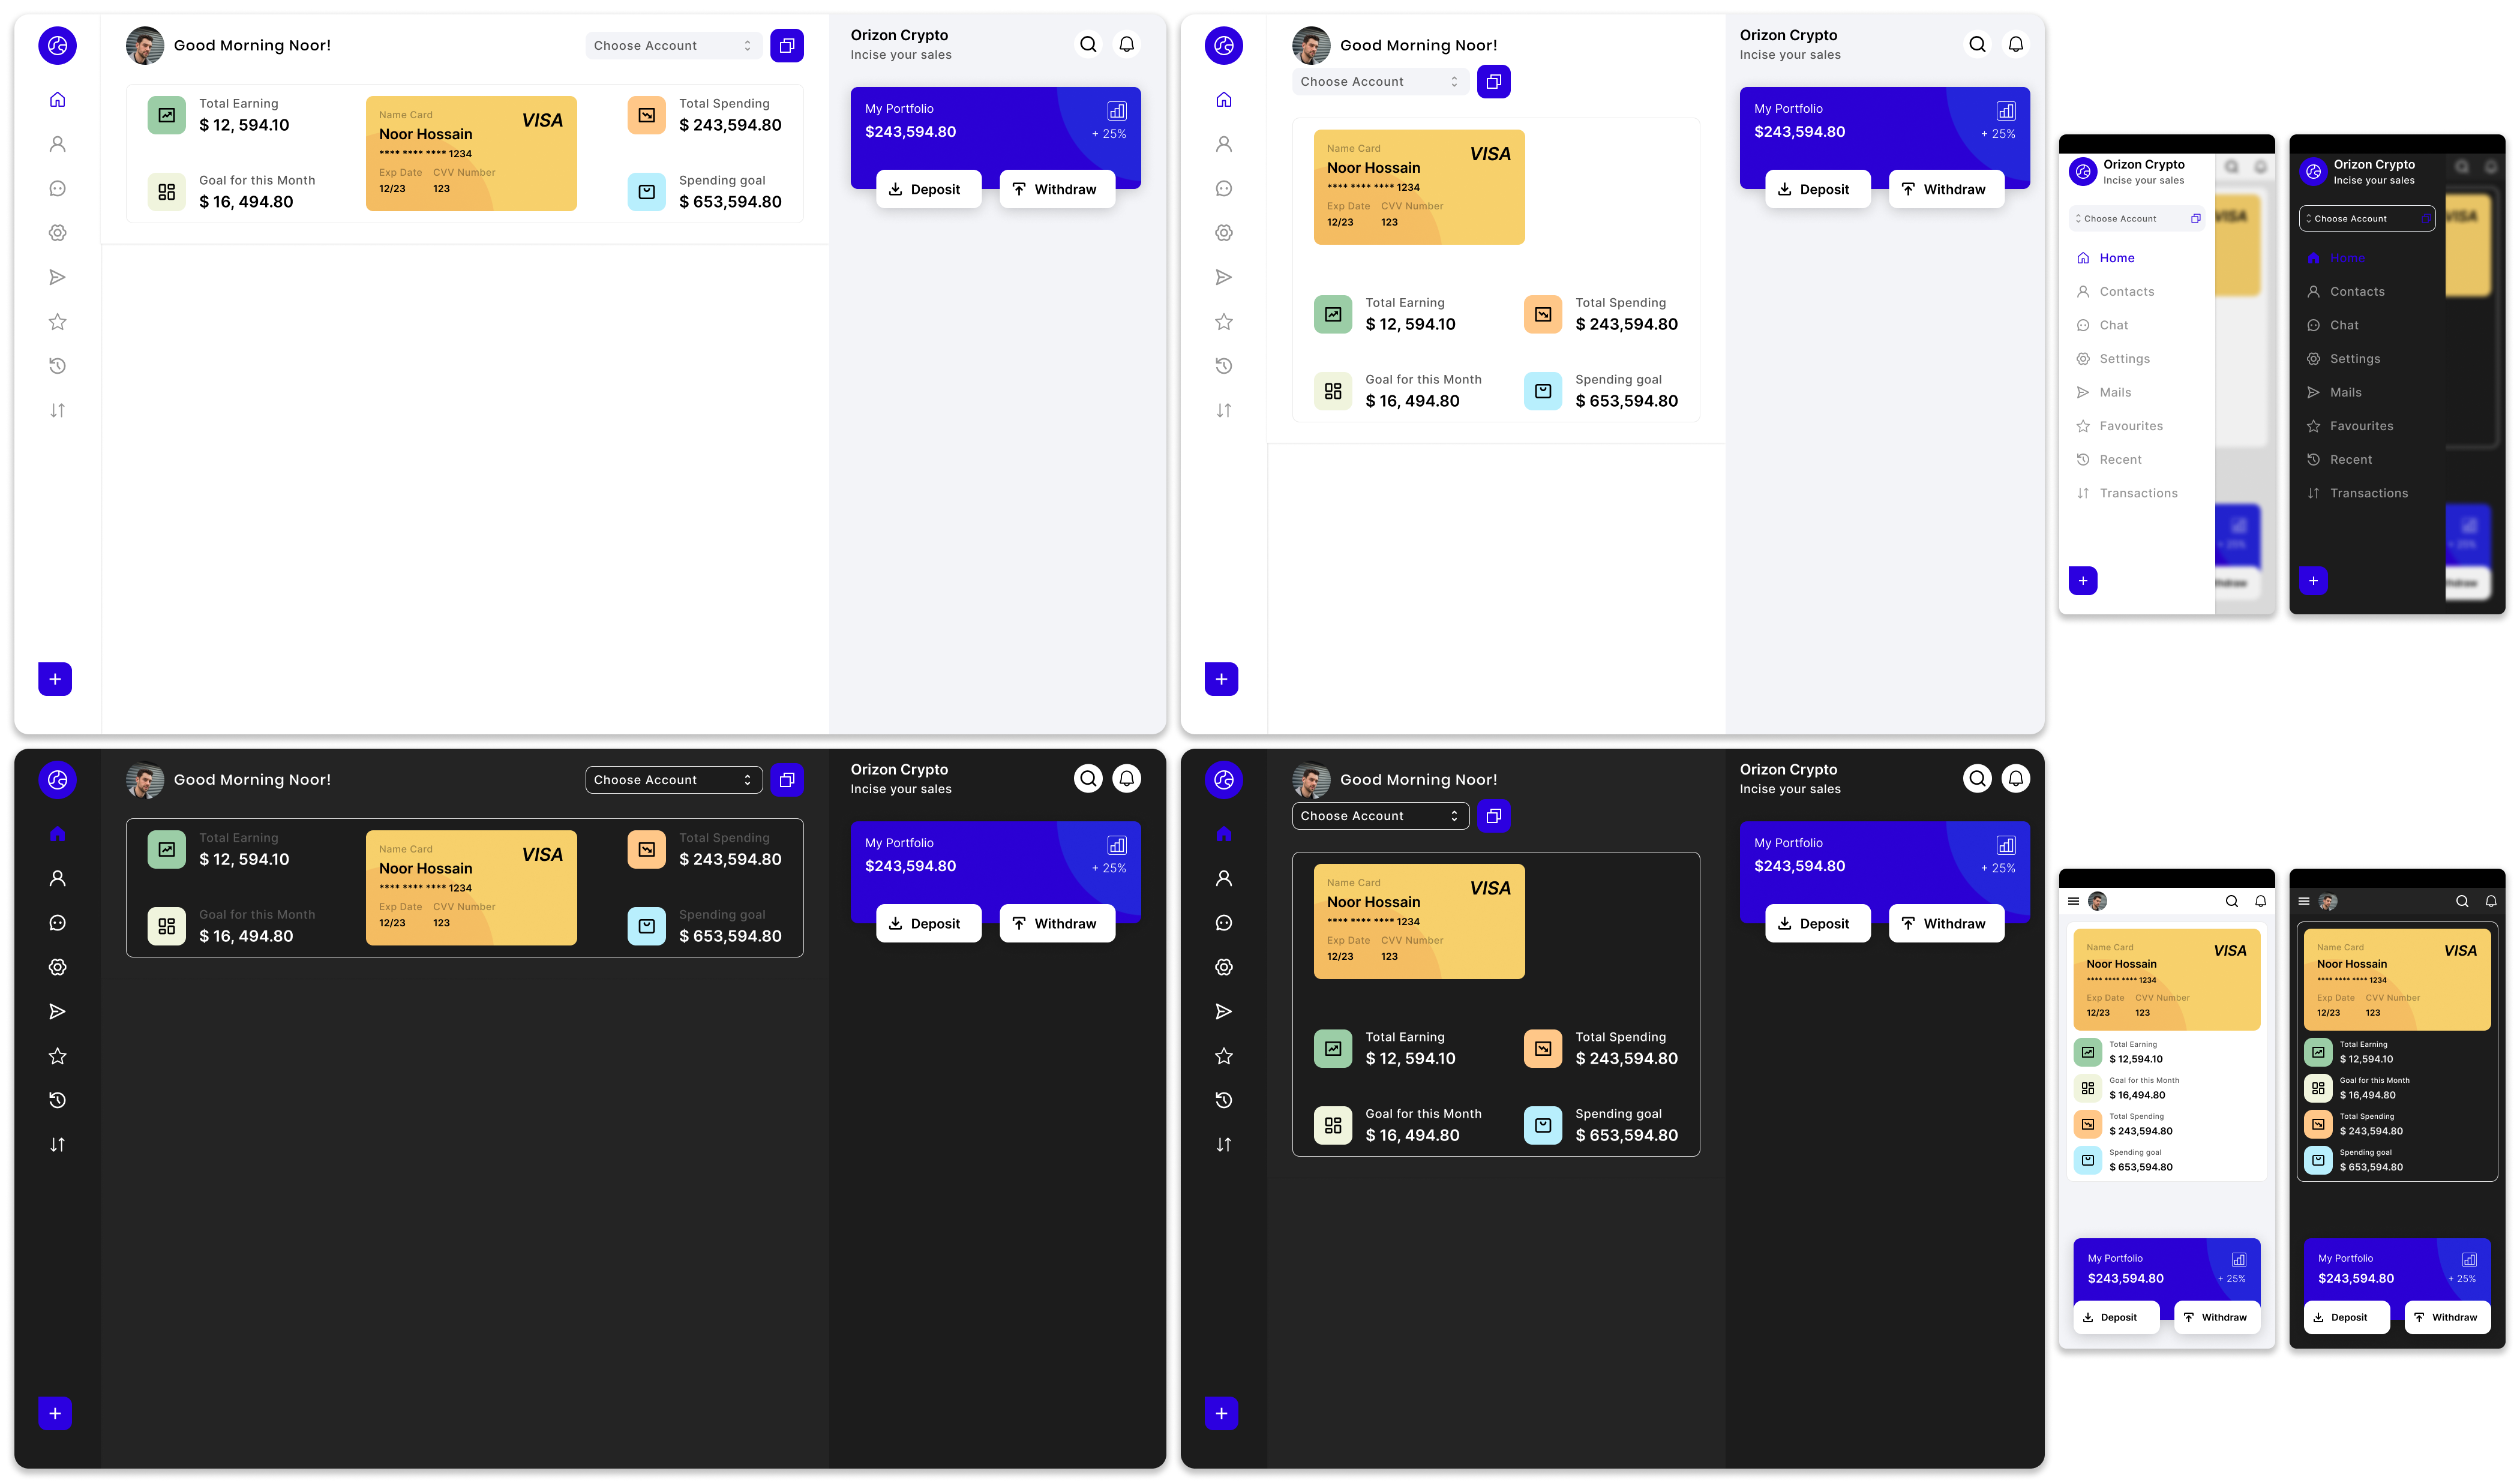 Good Morning Noor!
Choose Account
Total Earning
$ 12, 594.10
Goal for this Month
$ 16, 494.80
Name Card
Noor Hossain
VISA
**** **** **** 1234
Exp Date CVV Number
12/23 123
Total Spending
$ 243,594.80
Spending goal
$ 653,594.80
Orizon Crypto
Incise your sales
My Portfolio
$243,594.80
+ 25%
Deposit
Withdraw
Good Morning Noor!
Choose Account
Name Card
Noor Hossain
VISA
**** **** **** 1234
Exp Date CVV Number
12/23 123
Total Earning
$ 12, 594.10
Total Spending
$ 243,594.80
Goal for this Month
$ 16, 494.80
Spending goal
$ 653,594.80
Orizon Crypto
Incise your sales
My Portfolio
$243,594.80
+ 25%
Deposit
Withdraw
Orizon Crypto
Incise your sales
Choose Account
Home
Contacts
Chat
Settings
Mails
Favourites
Recent
Transactions
VISA
+ 25%
Orizon Crypto
Incise your sales
Choose Account
Home
Contacts
Chat
Settings
Mails
Favourites
Recent
Transactions
VISA
+ 25%
Good Morning Noor!
Choose Account
Total Earning
$ 12, 594.10
Goal for this Month
$ 16, 494.80
Name Card
Noor Hossain
VISA
**** **** **** 1234
Exp Date CVV Number
12/23 123
Total Spending
$ 243,594.80
Spending goal
$ 653,594.80
Orizon Crypto
Incise your sales
My Portfolio
$243,594.80
+ 25%
Deposit
Withdraw
Good Morning Noor!
Choose Account
Name Card
Noor Hossain
VISA
**** **** **** 1234
Exp Date CVV Number
12/23 123
Total Earning
$ 12, 594.10
Total Spending
$ 243,594.80
Goal for this Month
$ 16, 494.80
Spending goal
$ 653,594.80
Orizon Crypto
Incise your sales
My Portfolio
$243,594.80
+ 25%
Deposit
Withdraw
Name Card
Noor Hossain
VISA
**** **** **** 1234
Exp Date CVV Number
12/23 123
Total Earning
$ 12,594.10
Goal for this Month
$ 16,494.80
Total Spending
$ 243,594.80
Spending goal
$ 653,594.80
My Portfolio
$243,594.80
+ 25%
Deposit
Withdraw
Name Card
Noor Hossain
VISA
**** **** **** 1234
Exp Date CVV Number
12/23 123
Total Earning
$ 12,594.10
Goal for this Month
$ 16,494.80
Total Spending
$ 243,594.80
Spending goal
$ 653,594.80
My Portfolio
$243,594.80
+ 25%
Deposit
Withdraw